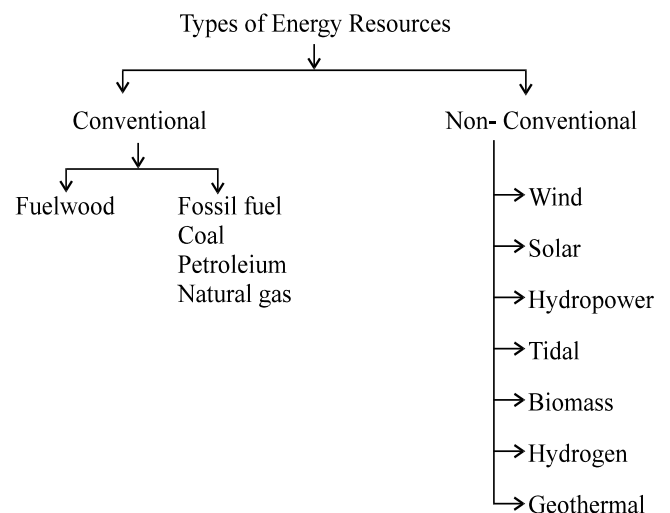 Types of Energy Resources
Conventional
Non- Conventional
Fuelwood
Fossil fuel
Coal
Petroleium
Natural gas
Wind
Solar
Hydropower
Tidal
Biomass
Hydrogen
Geothermal